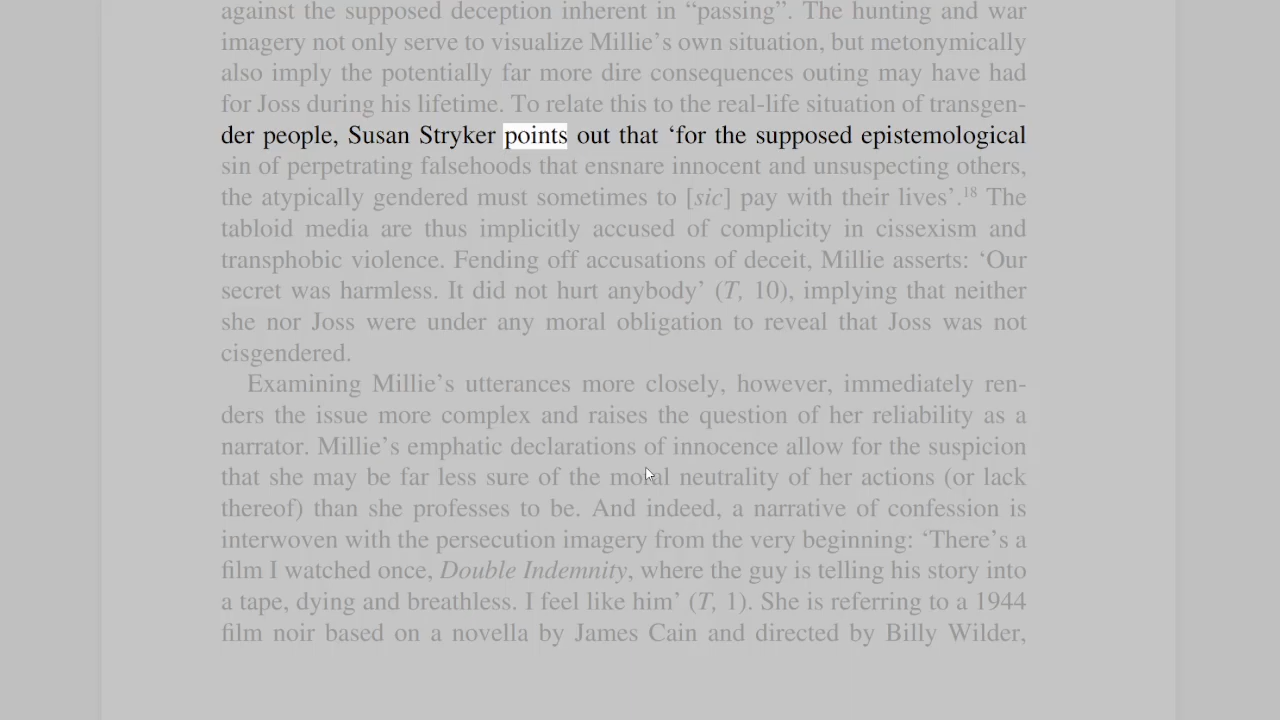 against the supposed deception inherent in “passing”. The hunting and war
imagery not only serve to visualize Millie’s own situation, but metonymically
also imply the potentially far more dire consequences outing may have had
for Joss during his lifetime. To relate this to the real-life situation of transgen-
der people, Susan Stryker points out that ‘for the supposed epistemological
sin of perpetrating falsehoods that ensnare innocent and unsuspecting others,
the atypically gendered must sometimes to [sic] pay with their lives’.18 The
tabloid media are thus implicitly accused of complicity in cissexism and
transphobic violence. Fending off accusations of deceit, Millie asserts: ‘Our
secret was harmless. It did not hurt anybody’ (T, 10), implying that neither
she nor Joss were under any moral obligation to reveal that Joss was not
cisgendered.
Examining Millie’s utterances more closely, however, immediately ren-
ders the issue more complex and raises the question of her reliability as a
narrator. Millie’s emphatic declarations of innocence allow for the suspicion
that she may be far less sure of the moral neutrality of her actions (or lack
thereof) than she professes to be. And indeed, a narrative of confession is
interwoven with the persecution imagery from the very beginning: ‘There’s a
film I watched once, Double Indemnity, where the guy is telling his story into
a tape, dying and breathless. I feel like him’ (T, 1). She is referring to a 1944
film noir based on a novella by James Cain and directed by Billy Wilder,